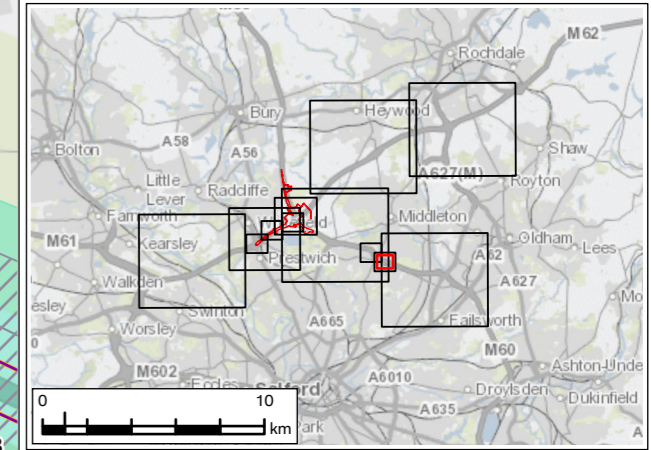 Rochdale
M 62
Bury
Heywood
A58
Bolton
A56
Shaw
A627(M)
Little
Lever
Radcliffe
Royton
Farnworth
Middleton
M61
Kearsley
Oldham
Lees
A62
Prestwich
Walkden
A627
esley
Swinton
Worsley
A665
Failsworth
M60
M602
Ashton-Unde
Eccles
Salford
A6010
Droylsden
Dukinfield
A635
0
10
km